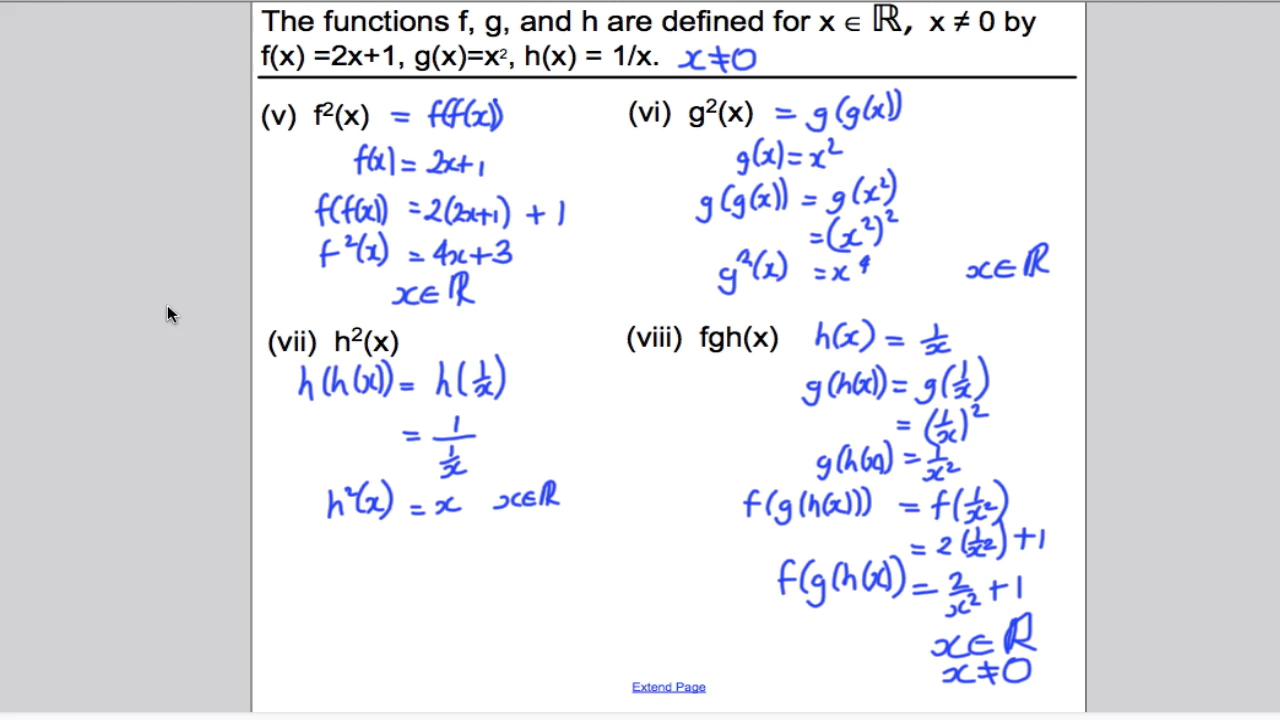 The functions f, g, and h are defined for x ∈ ℝ, x ≠ 0 by
f(x) =2x+1, g(x)=x², h(x) = 1/x. x≠0
(v) f²(x) = f(f(x))
f(x) = 2x+1
f(f(x)) = 2(2x+1) + 1
f²(x) = 4x+3
x∈ℝ
(vi) g²(x) = g(g(x))
g(x) = x²
g(g(x)) = g(x²)
= (x²)²
g²(x) = x⁴ x∈ℝ
(vii) h²(x)
h(h(x)) = h(1/x)
= 1/(1/x)
h²(x) = x x∈ℝ
(viii) fgh(x) h(x) = 1/x
g(h(x)) = g(1/x)
= (1/x)²
g(h(x)) = 1/x²
f(g(h(x))) = f(1/x²)
= 2(1/x²) + 1
f(g(h(x)) = 2/x² + 1
x∈ℝ
x≠0
Extend Page